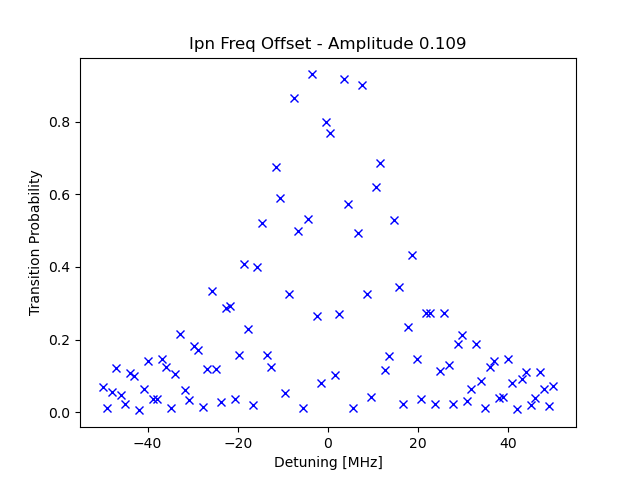 Ipn Freq Offset - Amplitude 0.109
Transition Probability
0.8
0.6
0.4
0.2
0.0
−40 −20 0 20 40
Detuning [MHz]